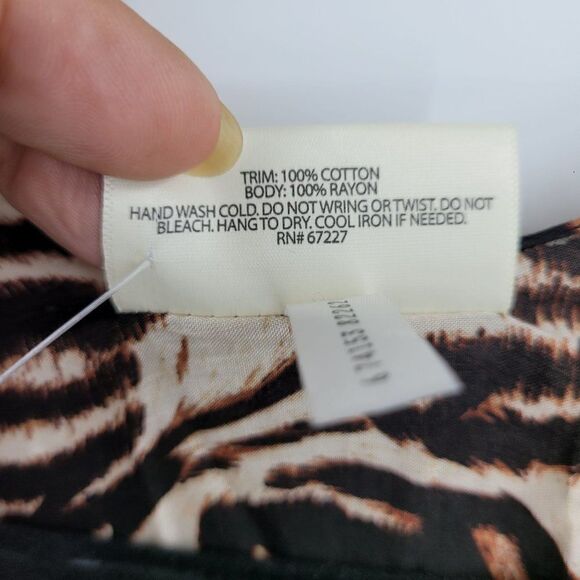 TRIM: 100% COTTON
BODY: 100% RAYON
HAND WASH COLD. DO NOT WRING OR TWIST. DO NOT
BLEACH. HANG TO DRY. COOL IRON IF NEEDED.
RN# 67227